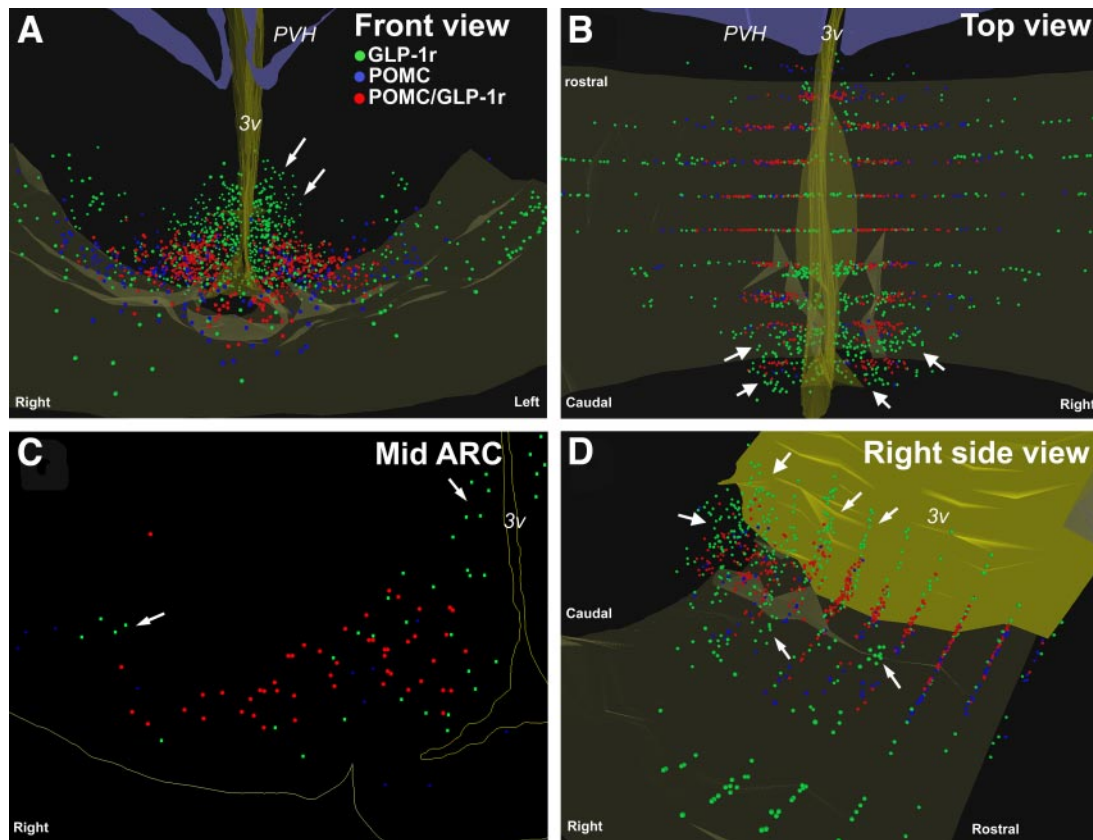 A
Front view
PVH
GLP-1r
POMC
POMC/GLP-1r
3v
Right
Left
B
PVH
3v
Top view
rostral
Caudal
Right
C
Mid ARC
3v
Right
D
Right side view
3v
Caudal
Right
Rostral